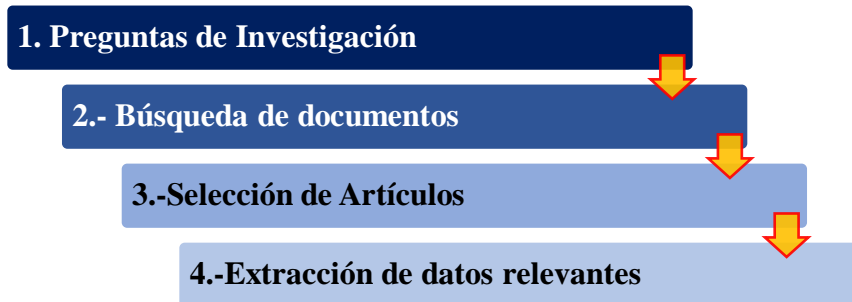 1. Preguntas de Investigación
2.- Búsqueda de documentos
3.-Selección de Artículos
4.-Extracción de datos relevantes